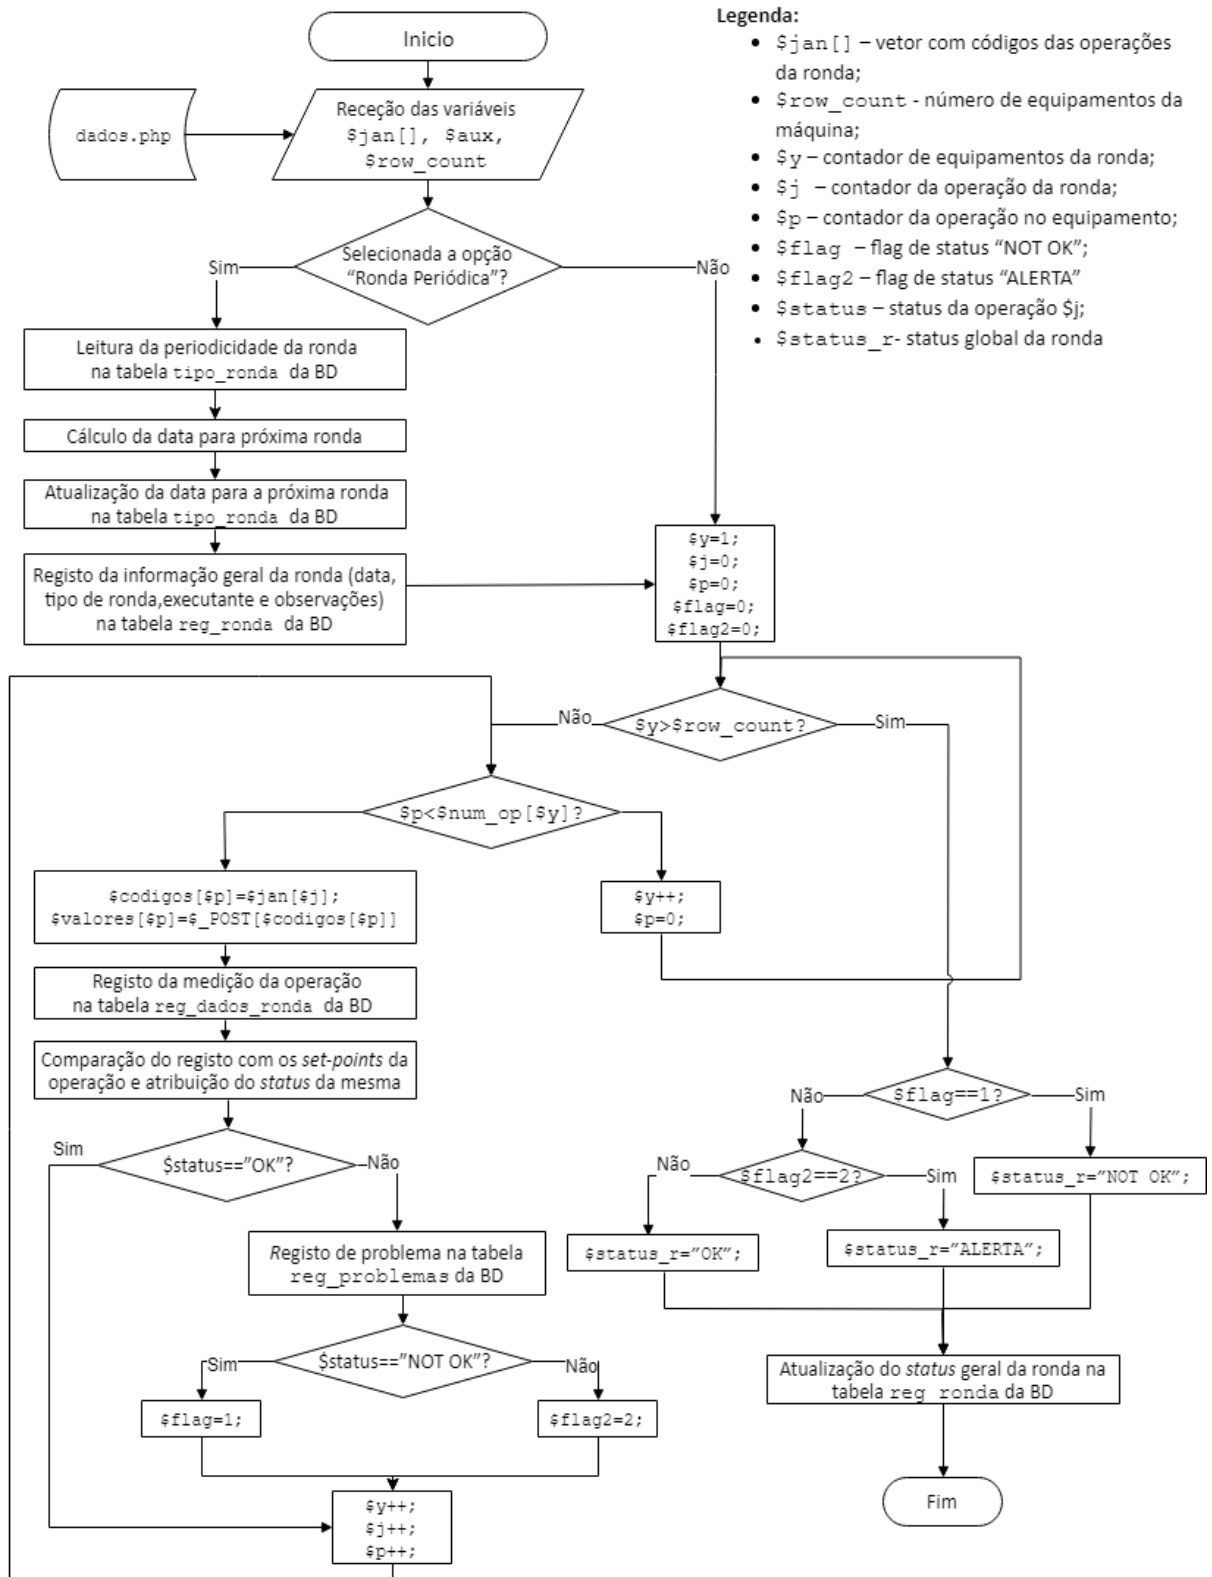 Inicio
dados.php
Receção das variáveis
$jan[], $aux,
$row_count
Legenda:
• $jan[] – vetor com códigos das operações
da ronda;
• $row_count - número de equipamentos da
máquina;
• $y – contador de equipamentos da ronda;
• $j – contador da operação da ronda;
• $p – contador da operação no equipamento;
• $flag – flag de status “NOT OK”;
• $flag2 – flag de status “ALERTA”
• $status – status da operação $j;
• $status_r- status global da ronda
Selecionada a opção
“Ronda Periódica”?
Sim
Não
Leitura da periodicidade da ronda
na tabela tipo_ronda da BD
Cálculo da data para próxima ronda
Atualização da data para a próxima ronda
na tabela tipo_ronda da BD
Registo da informação geral da ronda (data,
tipo de ronda,executante e observações)
na tabela reg_ronda da BD
$y=1;
$j=0;
$p=0;
$flag=0;
$flag2=0;
$y>$row_count?
Não
Sim
$p<$num_op[$y]?
$codigos[$p]=$jan[$j];
$valores[$p]=$_POST[$codigos[$p]]
$y++;
$p=0;
Registo da medição da operação
na tabela reg_dados_ronda da BD
Comparação do registo com os set-points da
operação e atribuição do status da mesma
$status==”OK”?
Sim
Não
Registo de problema na tabela
reg_problemas da BD
$status==”NOT OK”?
Sim
Não
$flag=1;
$flag2=2;
$y++;
$j++;
$p++;
$flag==1?
Não
Sim
$flag2==2?
Não
Sim
$status_r=”NOT OK”;
$status_r=”OK”;
$status_r=”ALERTA”;
Atualização do status geral da ronda na
tabela reg_ronda da BD
Fim